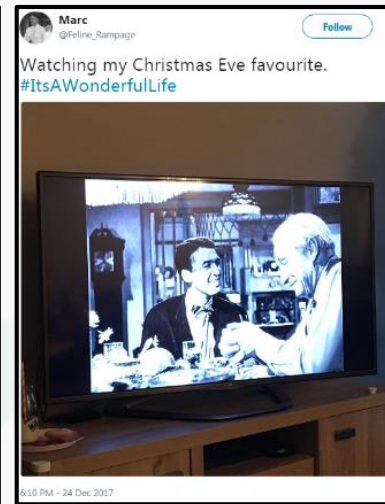 Marc
@Feline_Rampage
Follow
Watching my Christmas Eve favourite.
#ItsAWonderfulLife
6:10 PM - 24 Dec 2017